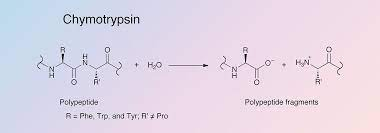 Chymotrypsin
R O
H
N
N
H
O R'
+ H₂O
R
N
H
O⁻
O
+
H₃N⁺
O
R'
Polypeptide
Polypeptide fragments
R = Phe, Trp, and Tyr; R' ≠ Pro